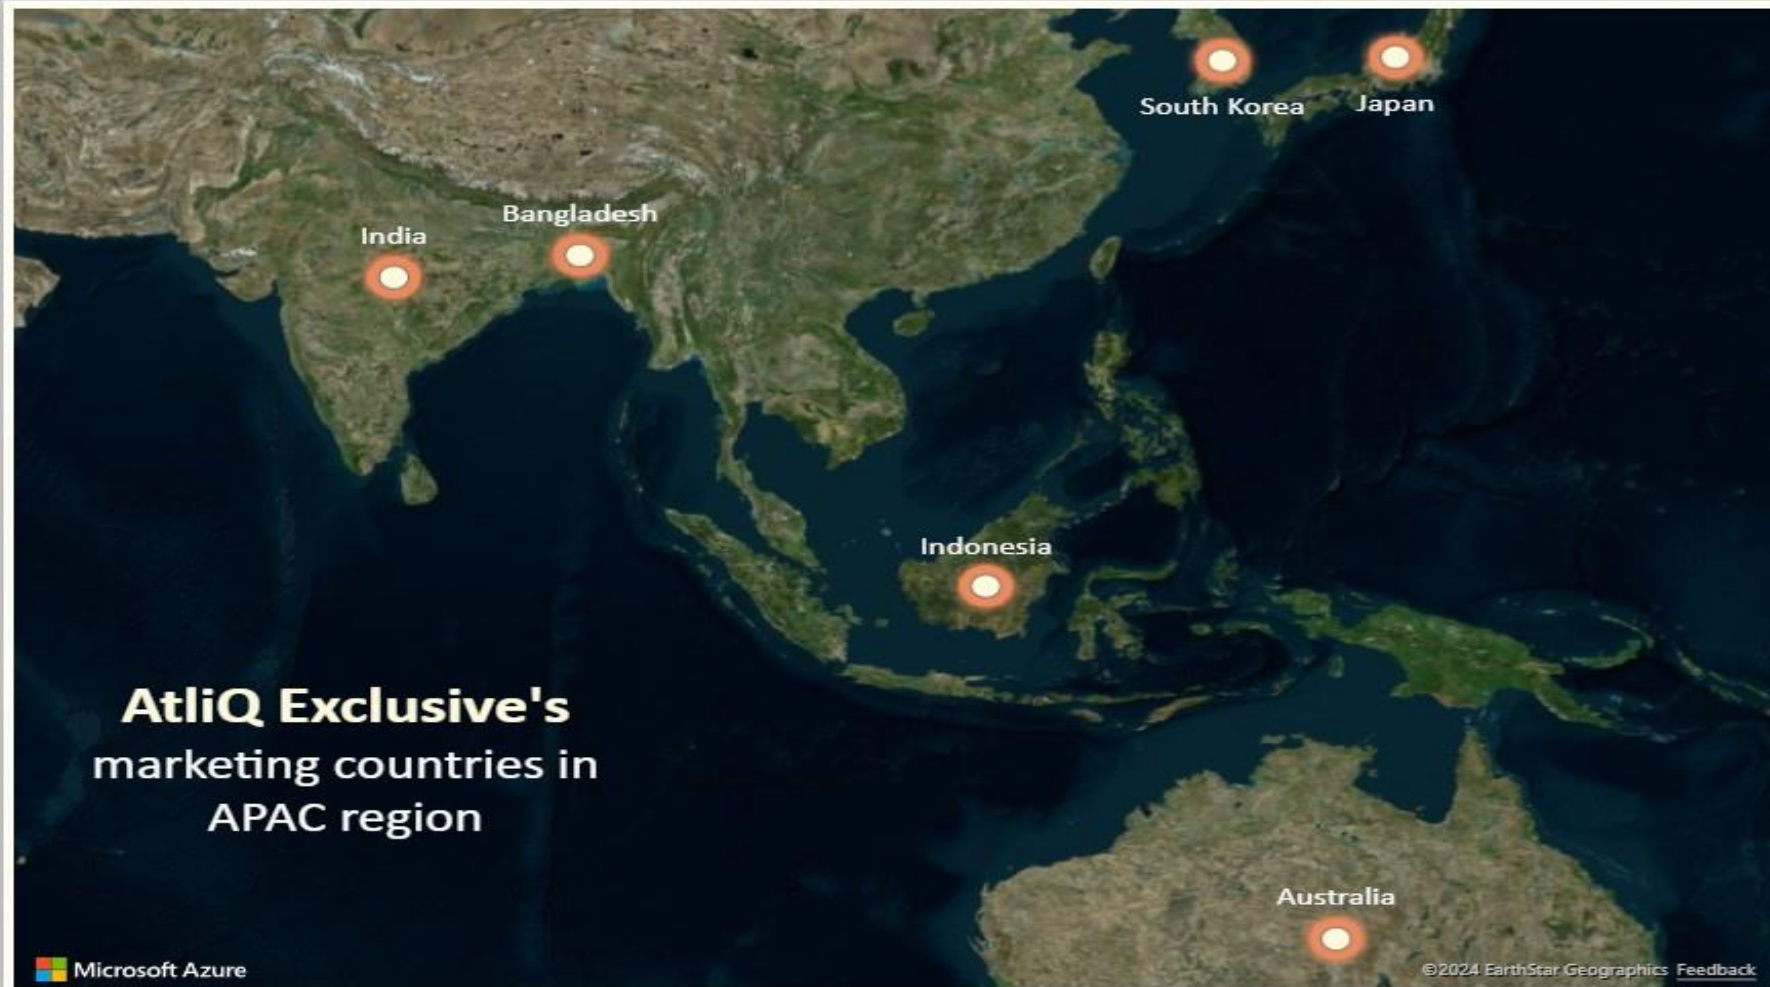 South Korea
Japan
Bangladesh
India
Indonesia
AtliQ Exclusive's
marketing countries in
APAC region
Australia
Microsoft Azure
©2024 EarthStar Geographics Feedback